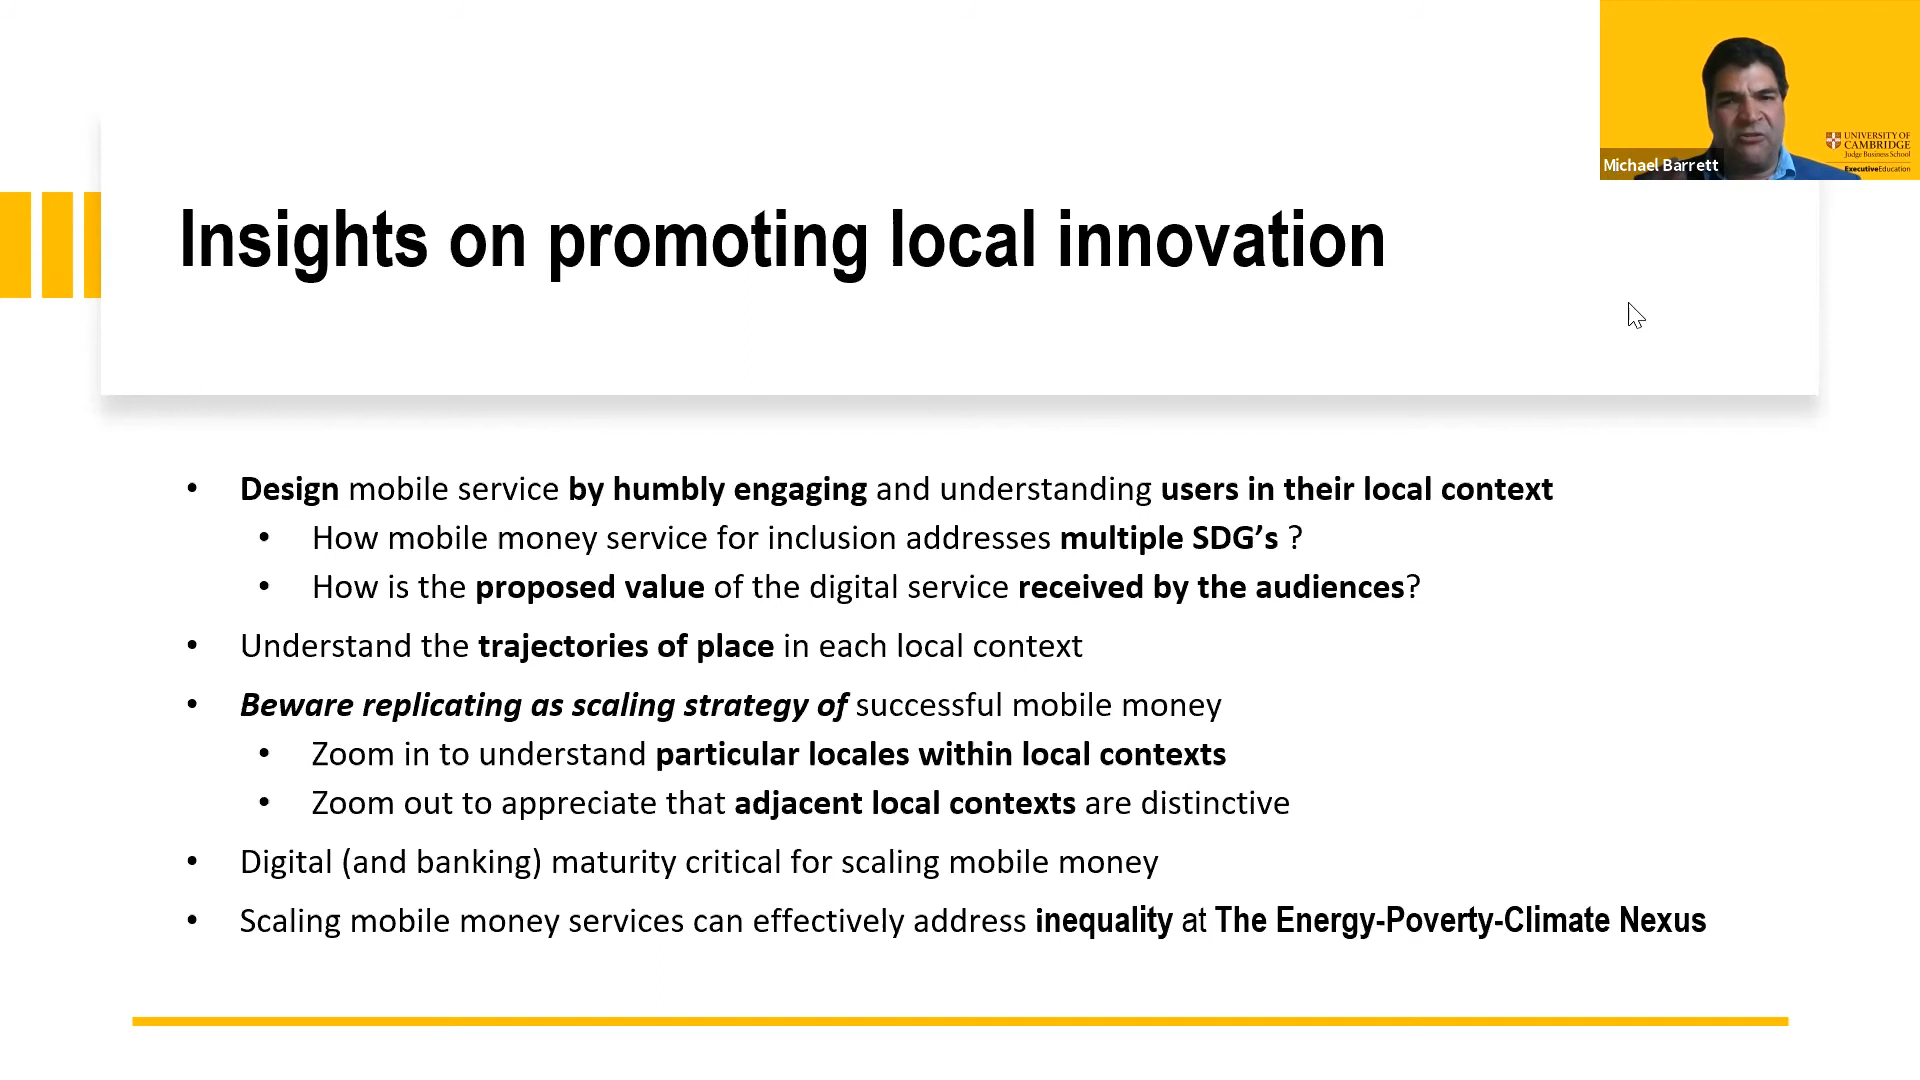 UNIVERSITY OF
CAMBRIDGE
Judge Business School
ExecutiveEducation
Michael Barrett
Insights on promoting local innovation
• Design mobile service by humbly engaging and understanding users in their local context
• How mobile money service for inclusion addresses multiple SDG’s ?
• How is the proposed value of the digital service received by the audiences?
• Understand the trajectories of place in each local context
• Beware replicating as scaling strategy of successful mobile money
• Zoom in to understand particular locales within local contexts
• Zoom out to appreciate that adjacent local contexts are distinctive
• Digital (and banking) maturity critical for scaling mobile money
• Scaling mobile money services can effectively address inequality at The Energy-Poverty-Climate Nexus